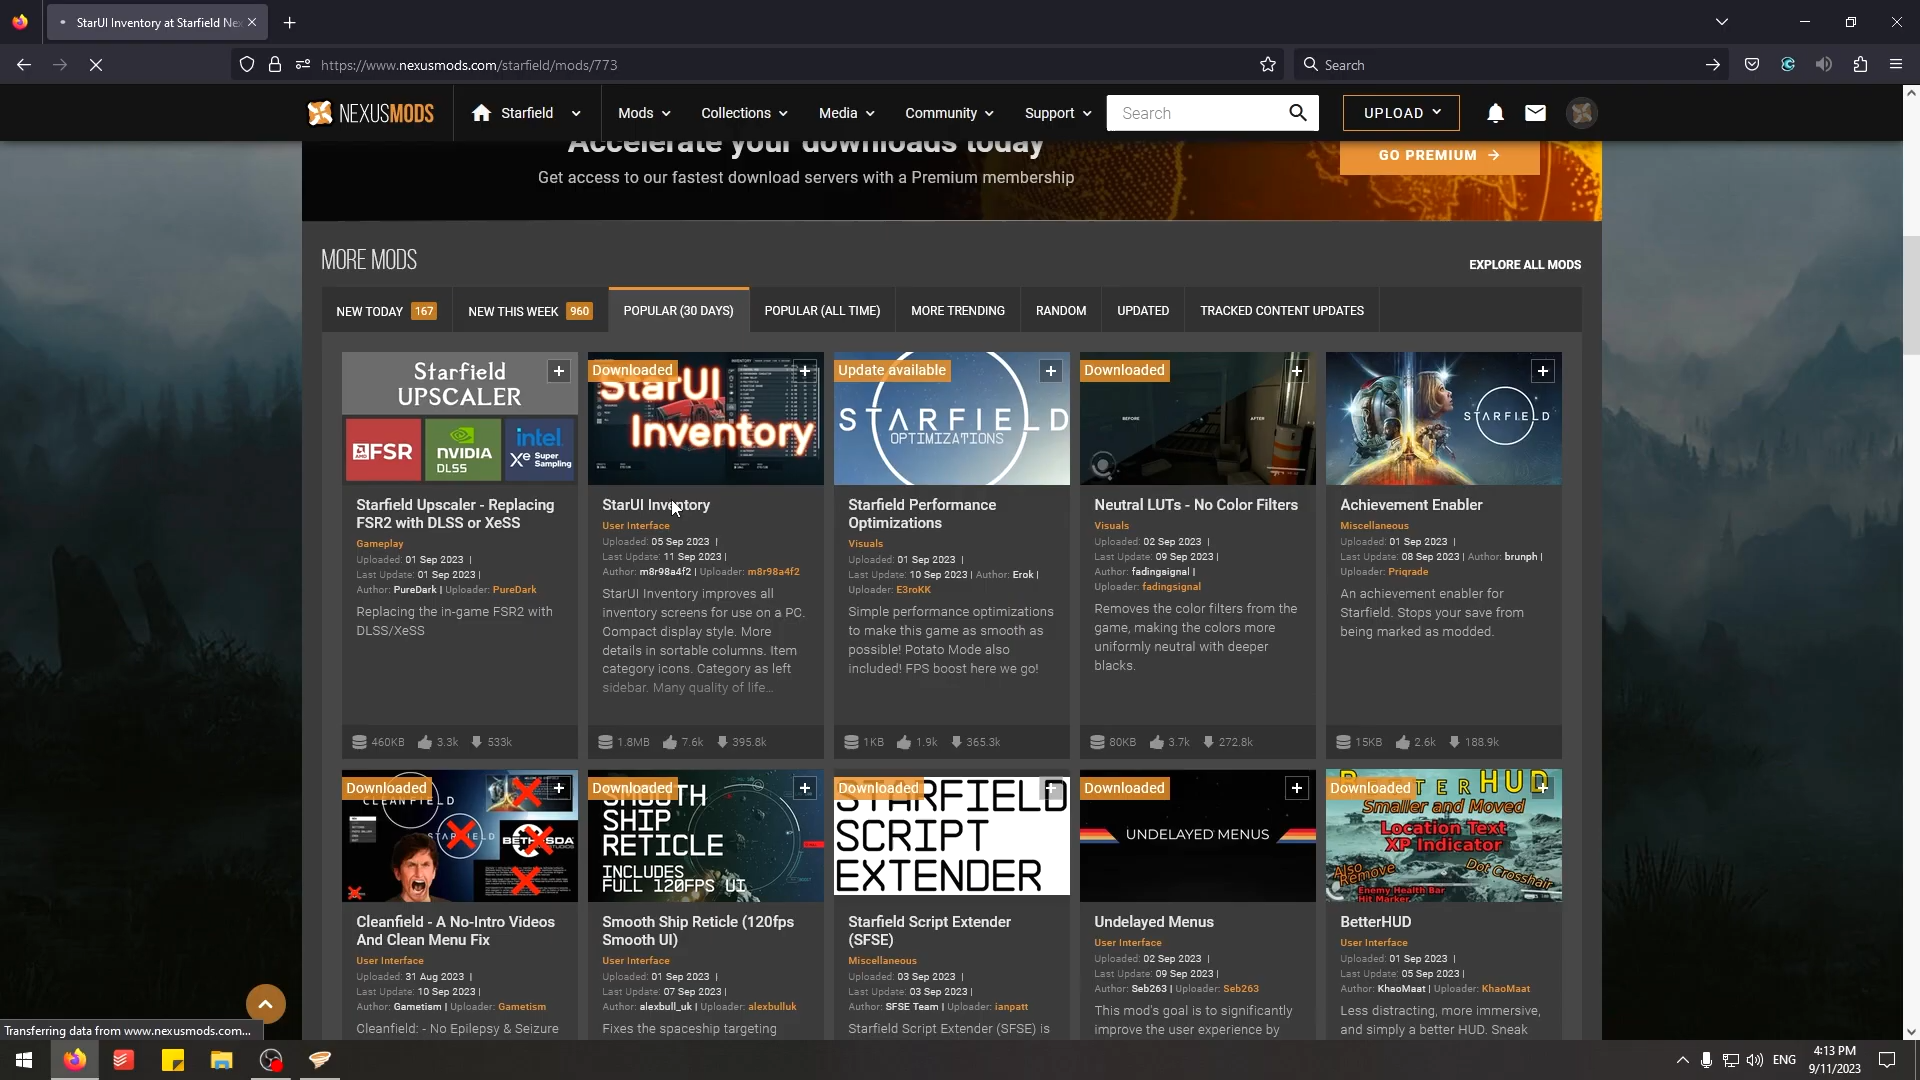 StarUI Inventory at Starfield Nex
https://www.nexusmods.com/starfield/mods/773
Search
NEXUSMODS
Starfield
Mods
Collections
Media
Community
Support
Search
UPLOAD
Accelerate your downloads today
Get access to our fastest download servers with a Premium membership
GO PREMIUM
MORE MODS
EXPLORE ALL MODS
NEW TODAY 167
NEW THIS WEEK 960
POPULAR (30 DAYS)
POPULAR (ALL TIME)
MORE TRENDING
RANDOM
UPDATED
TRACKED CONTENT UPDATES
Starfield
UPSCALER
AMD FSR
NVIDIA
DLSS
intel
Xe Super
Sampling
Starfield Upscaler - Replacing
FSR2 with DLSS or XeSS
Gameplay
Uploaded: 01 Sep 2023 |
Last Update: 01 Sep 2023 |
Author: PureDark | Uploader: PureDark
Replacing the in-game FSR2 with
DLSS/XeSS
460KB 3.3k 533k
Downloaded
StarUI
Inventory
StarUI Inventory
User Interface
Uploaded: 05 Sep 2023 |
Last Update: 11 Sep 2023 |
Author: m8r98a4f2 | Uploader: m8r98a4f2
StarUI Inventory improves all
inventory screens for use on a PC.
Compact display style. More
details in sortable columns. Item
category icons. Category as left
sidebar. Many quality of life...
1.8MB 7.6k 395.8k
Update available
STARFIELD
OPTIMIZATIONS
Starfield Performance
Optimizations
Visuals
Uploaded: 01 Sep 2023 |
Last Update: 10 Sep 2023 | Author: Erok |
Uploader: E3roKK
Simple performance optimizations
to make this game as smooth as
possible! Potato Mode also
included! FPS boost here we go!
1KB 1.9k 365.3k
Downloaded
BEFORE
AFTER
Neutral LUTs - No Color Filters
Visuals
Uploaded: 02 Sep 2023 |
Last Update: 09 Sep 2023 |
Author: fadingsignal |
Uploader: fadingsignal
Removes the color filters from the
game, making the colors more
uniformly neutral with deeper
blacks.
80KB 3.7k 272.8k
STARFIELD
Achievement Enabler
Miscellaneous
Uploaded: 01 Sep 2023 |
Last Update: 08 Sep 2023 | Author: brunph |
Uploader: Priqrade
An achievement enabler for
Starfield. Stops your save from
being marked as modded.
15KB 2.6k 188.9k
Downloaded
CLEANFIELD
STARFIELD
BETHESDA
Cleanfield - A No-Intro Videos
And Clean Menu Fix
User Interface
Uploaded: 31 Aug 2023 |
Last Update: 10 Sep 2023 |
Author: Gametism | Uploader: Gametism
Cleanfield: - No Epilepsy & Seizure
Downloaded
SMOOTH
SHIP
RETICLE
INCLUDES
FULL 120FPS UI
Smooth Ship Reticle (120fps
Smooth UI)
User Interface
Uploaded: 01 Sep 2023 |
Last Update: 07 Sep 2023 |
Author: alexbull_uk | Uploader: alexbulluk
Fixes the spaceship targeting
Downloaded
STARFIELD
SCRIPT
EXTENDER
Starfield Script Extender
(SFSE)
Miscellaneous
Uploaded: 03 Sep 2023 |
Last Update: 03 Sep 2023 |
Author: SFSE Team | Uploader: ianpatt
Starfield Script Extender (SFSE) is
Downloaded
UNDELAYED MENUS
Undelayed Menus
User Interface
Uploaded: 02 Sep 2023 |
Last Update: 09 Sep 2023 |
Author: Seb263 | Uploader: Seb263
This mod's goal is to significantly
improve the user experience by
Downloaded
BETTERHUD
Smaller and Moved
Location Text
XP Indicator
Also
Remove
Dot Crosshair
Enemy Health Bar
Hit Marker
BetterHUD
User Interface
Uploaded: 01 Sep 2023 |
Last Update: 05 Sep 2023 |
Author: KhaoMaat | Uploader: KhaoMaat
Less distracting, more immersive,
and simply a better HUD. Sneak
Transferring data from www.nexusmods.com...
ENG
4:13 PM
9/11/2023